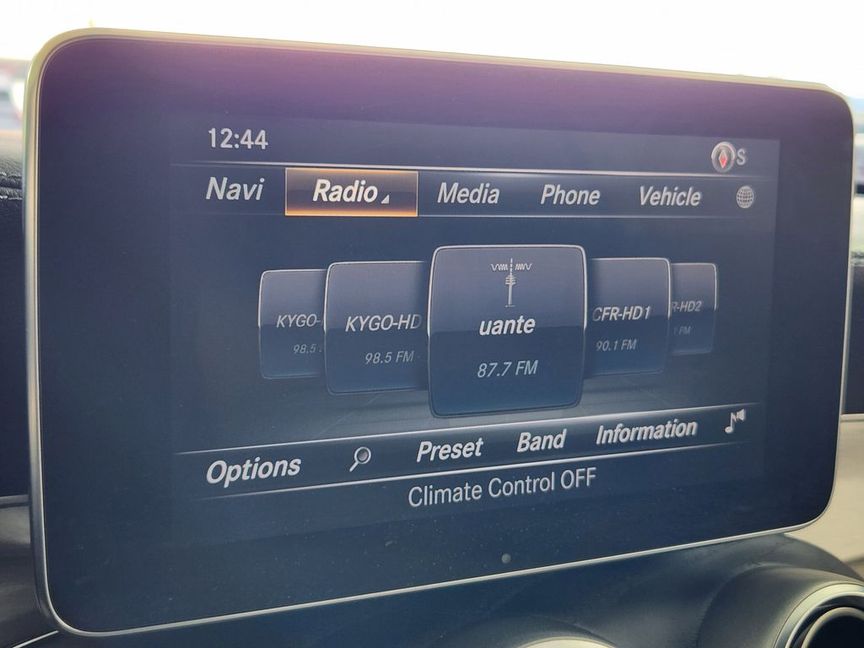 12:44
S
Navi Radio Media Phone Vehicle
KYGO- KYGO-HD uante CFR-HD1 R-HD2
98.5 98.5 FM 87.7 FM 90.1 FM FM
Options Preset Band Information
Climate Control OFF